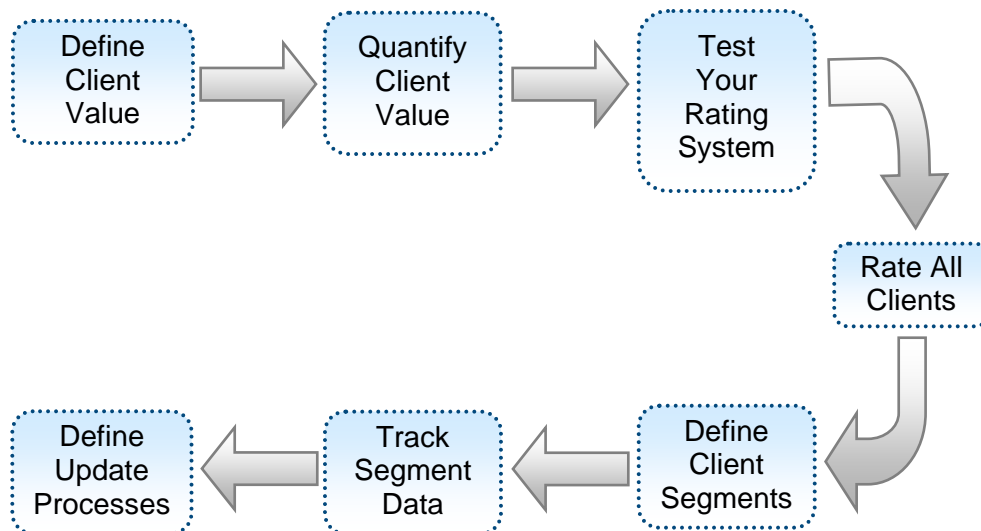 Define
Client
Value
Quantify
Client
Value
Test
Your
Rating
System
Rate All
Clients
Define
Client
Segments
Track
Segment
Data
Define
Update
Processes